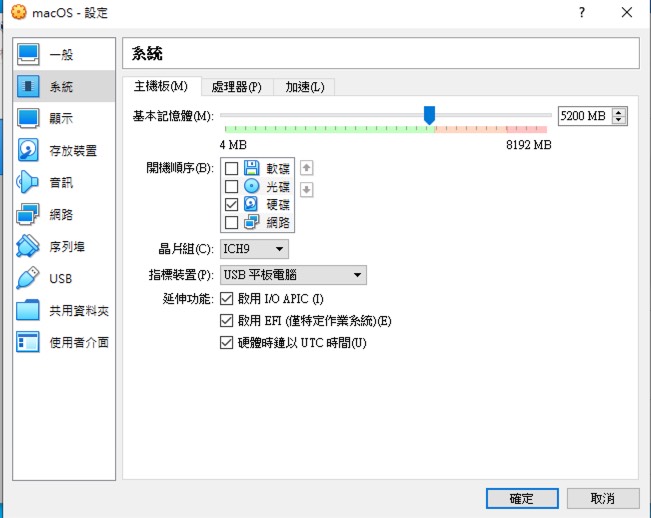 macOS - 設定
?
一般
系統
顯示
存放裝置
音訊
網路
序列埠
USB
共用資料夾
使用者介面
系統
主機板(M) 處理器(P) 加速(L)
基本記憶體(M): 5200 MB
4 MB 8192 MB
開機順序(B): 軟碟
光碟
硬碟
網路
晶片組(C): ICH9
指標裝置(P): USB 平板電腦
延伸功能: 啟用 I/O APIC (I)
啟用 EFI (僅特定作業系統)(E)
硬體時鐘以 UTC 時間(U)
確定 取消